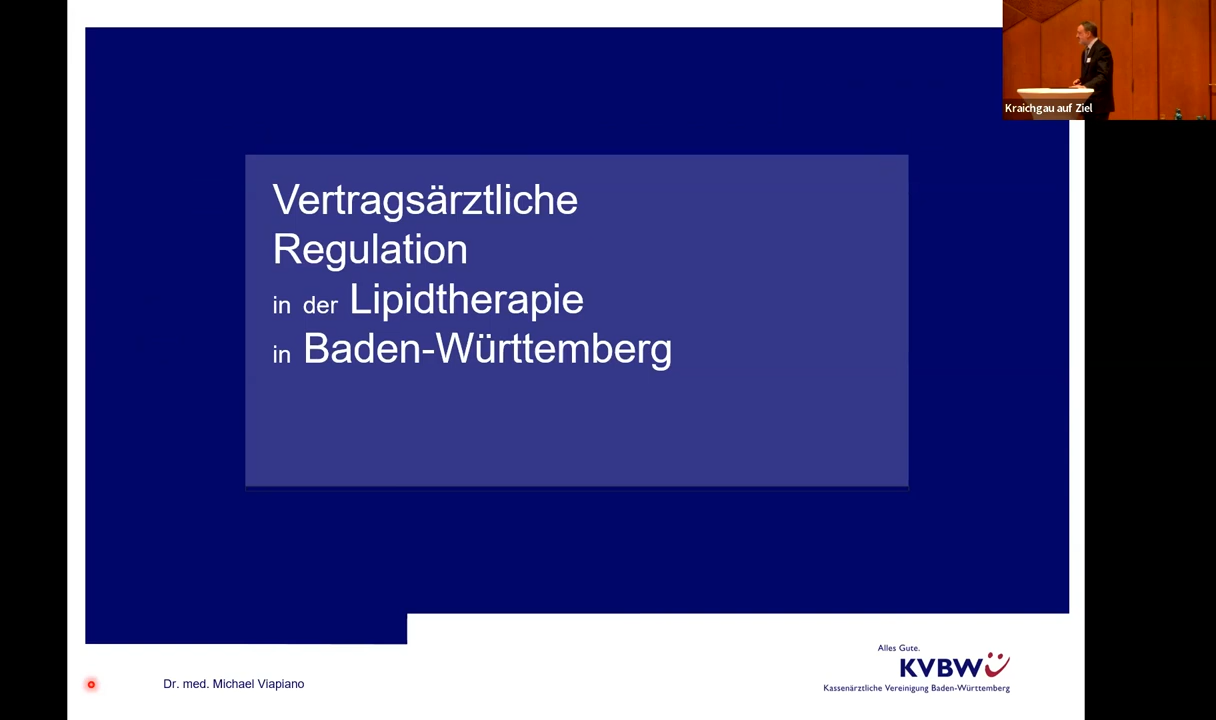 Kraichgau auf Ziel
Vertragsärztliche
Regulation
in der Lipidtherapie
in Baden-Württemberg
Dr. med. Michael Viapiano
Alles Gute.
KVBW
Kassenärztliche Vereinigung Baden-Württemberg